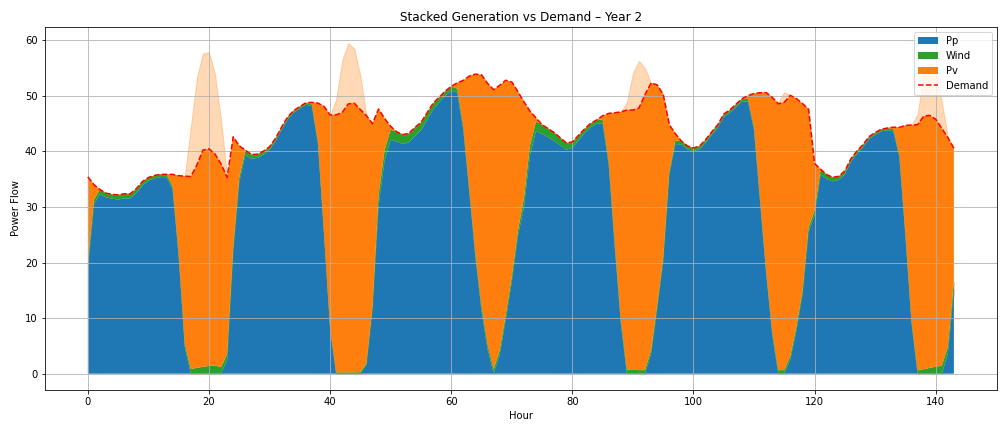 Stacked Generation vs Demand – Year 2
Pp
Wind
Pv
Demand
Power Flow
60
50
40
30
20
10
0
0 20 40 60 80 100 120 140
Hour